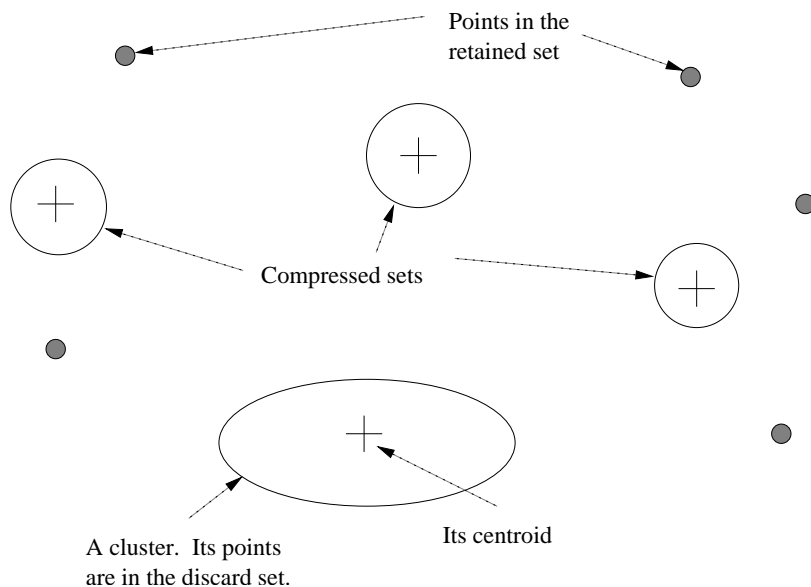 Points in the
retained set
Compressed sets
Its centroid
A cluster.  Its points
are in the discard set.